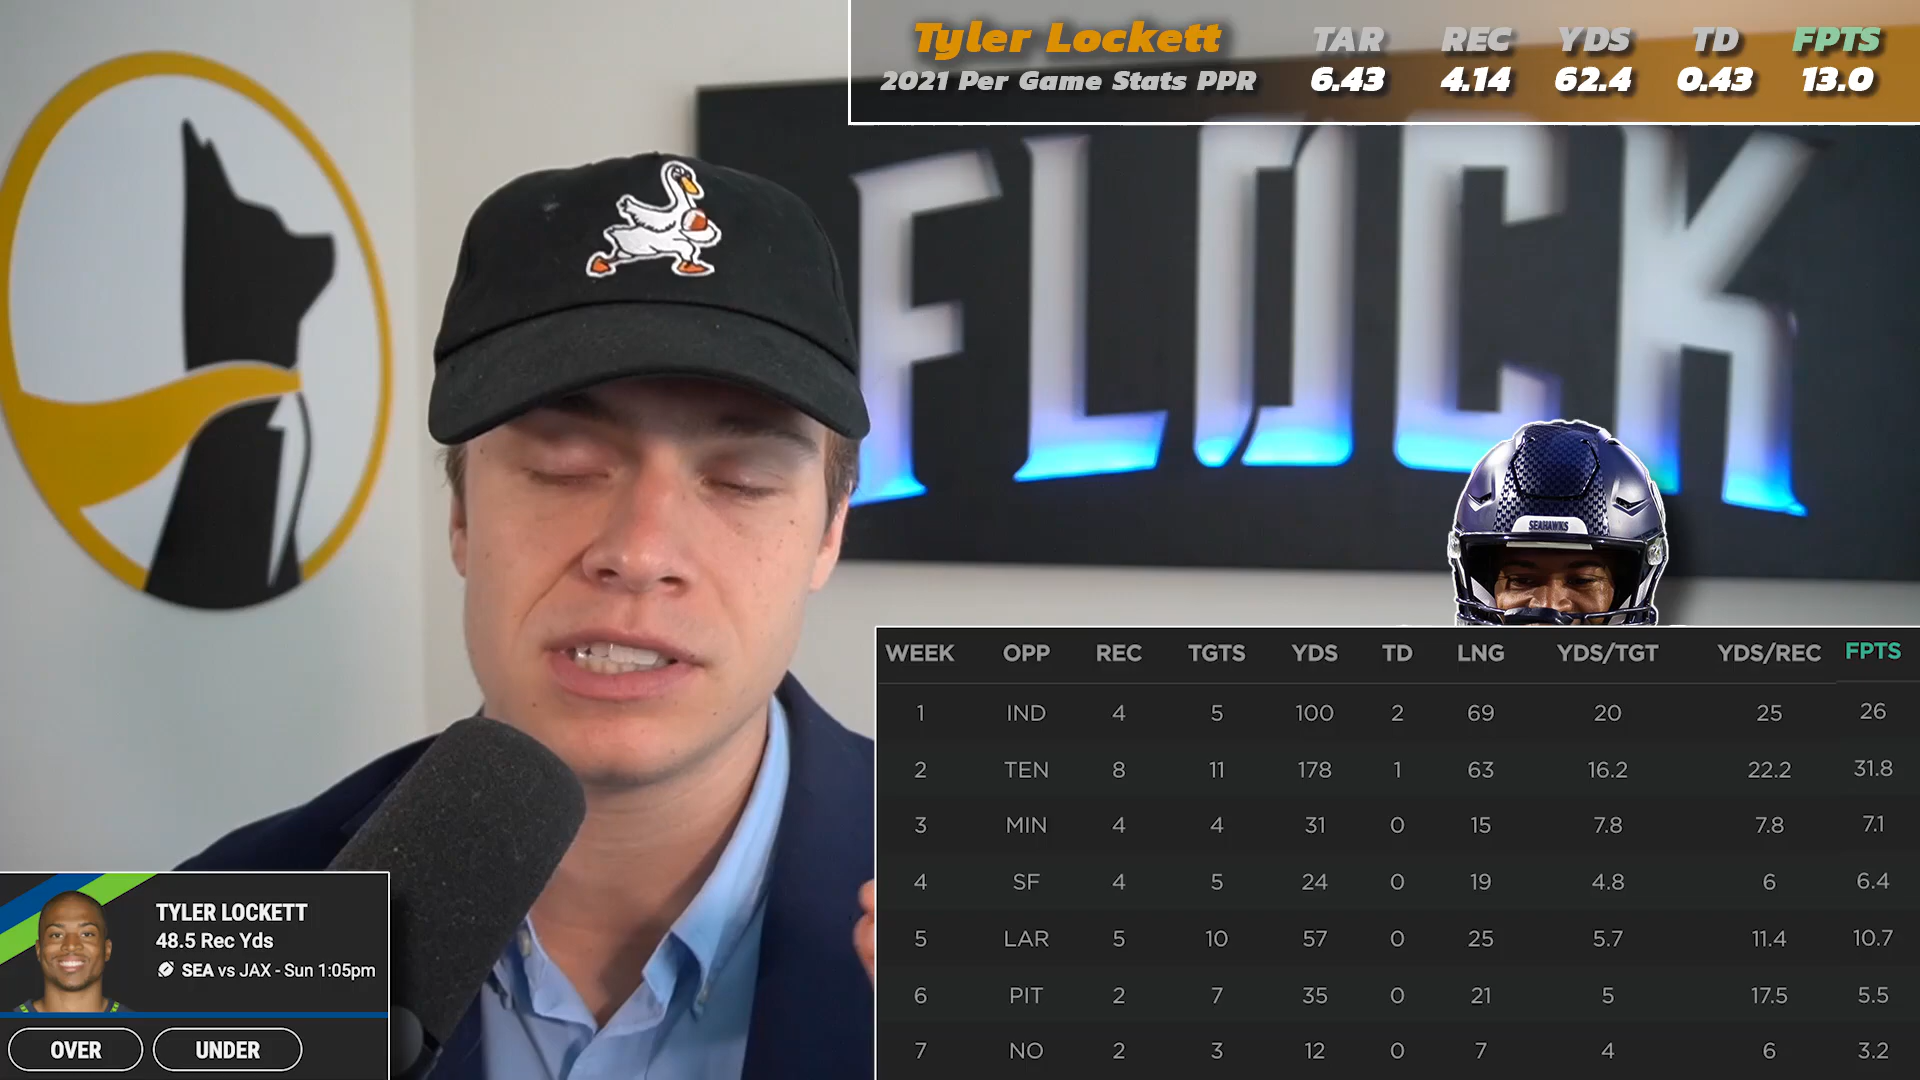 Tyler Lockett TAR REC YDS TD FPTS
2021 Per Game Stats PPR 6.43 4.14 62.4 0.43 13.0
FLOCK
SEAHAWKS
WEEK OPP REC TGTS YDS TD LNG YDS/TGT YDS/REC FPTS
1 IND 4 5 100 2 69 20 25 26
2 TEN 8 11 178 1 63 16.2 22.2 31.8
3 MIN 4 4 31 0 15 7.8 7.8 7.1
4 SF 4 5 24 0 19 4.8 6 6.4
5 LAR 5 10 57 0 25 5.7 11.4 10.7
6 PIT 2 7 35 0 21 5 17.5 5.5
7 NO 2 3 12 0 7 4 6 3.2
TYLER LOCKETT
48.5 Rec Yds
SEA vs JAX - Sun 1:05pm
OVER UNDER